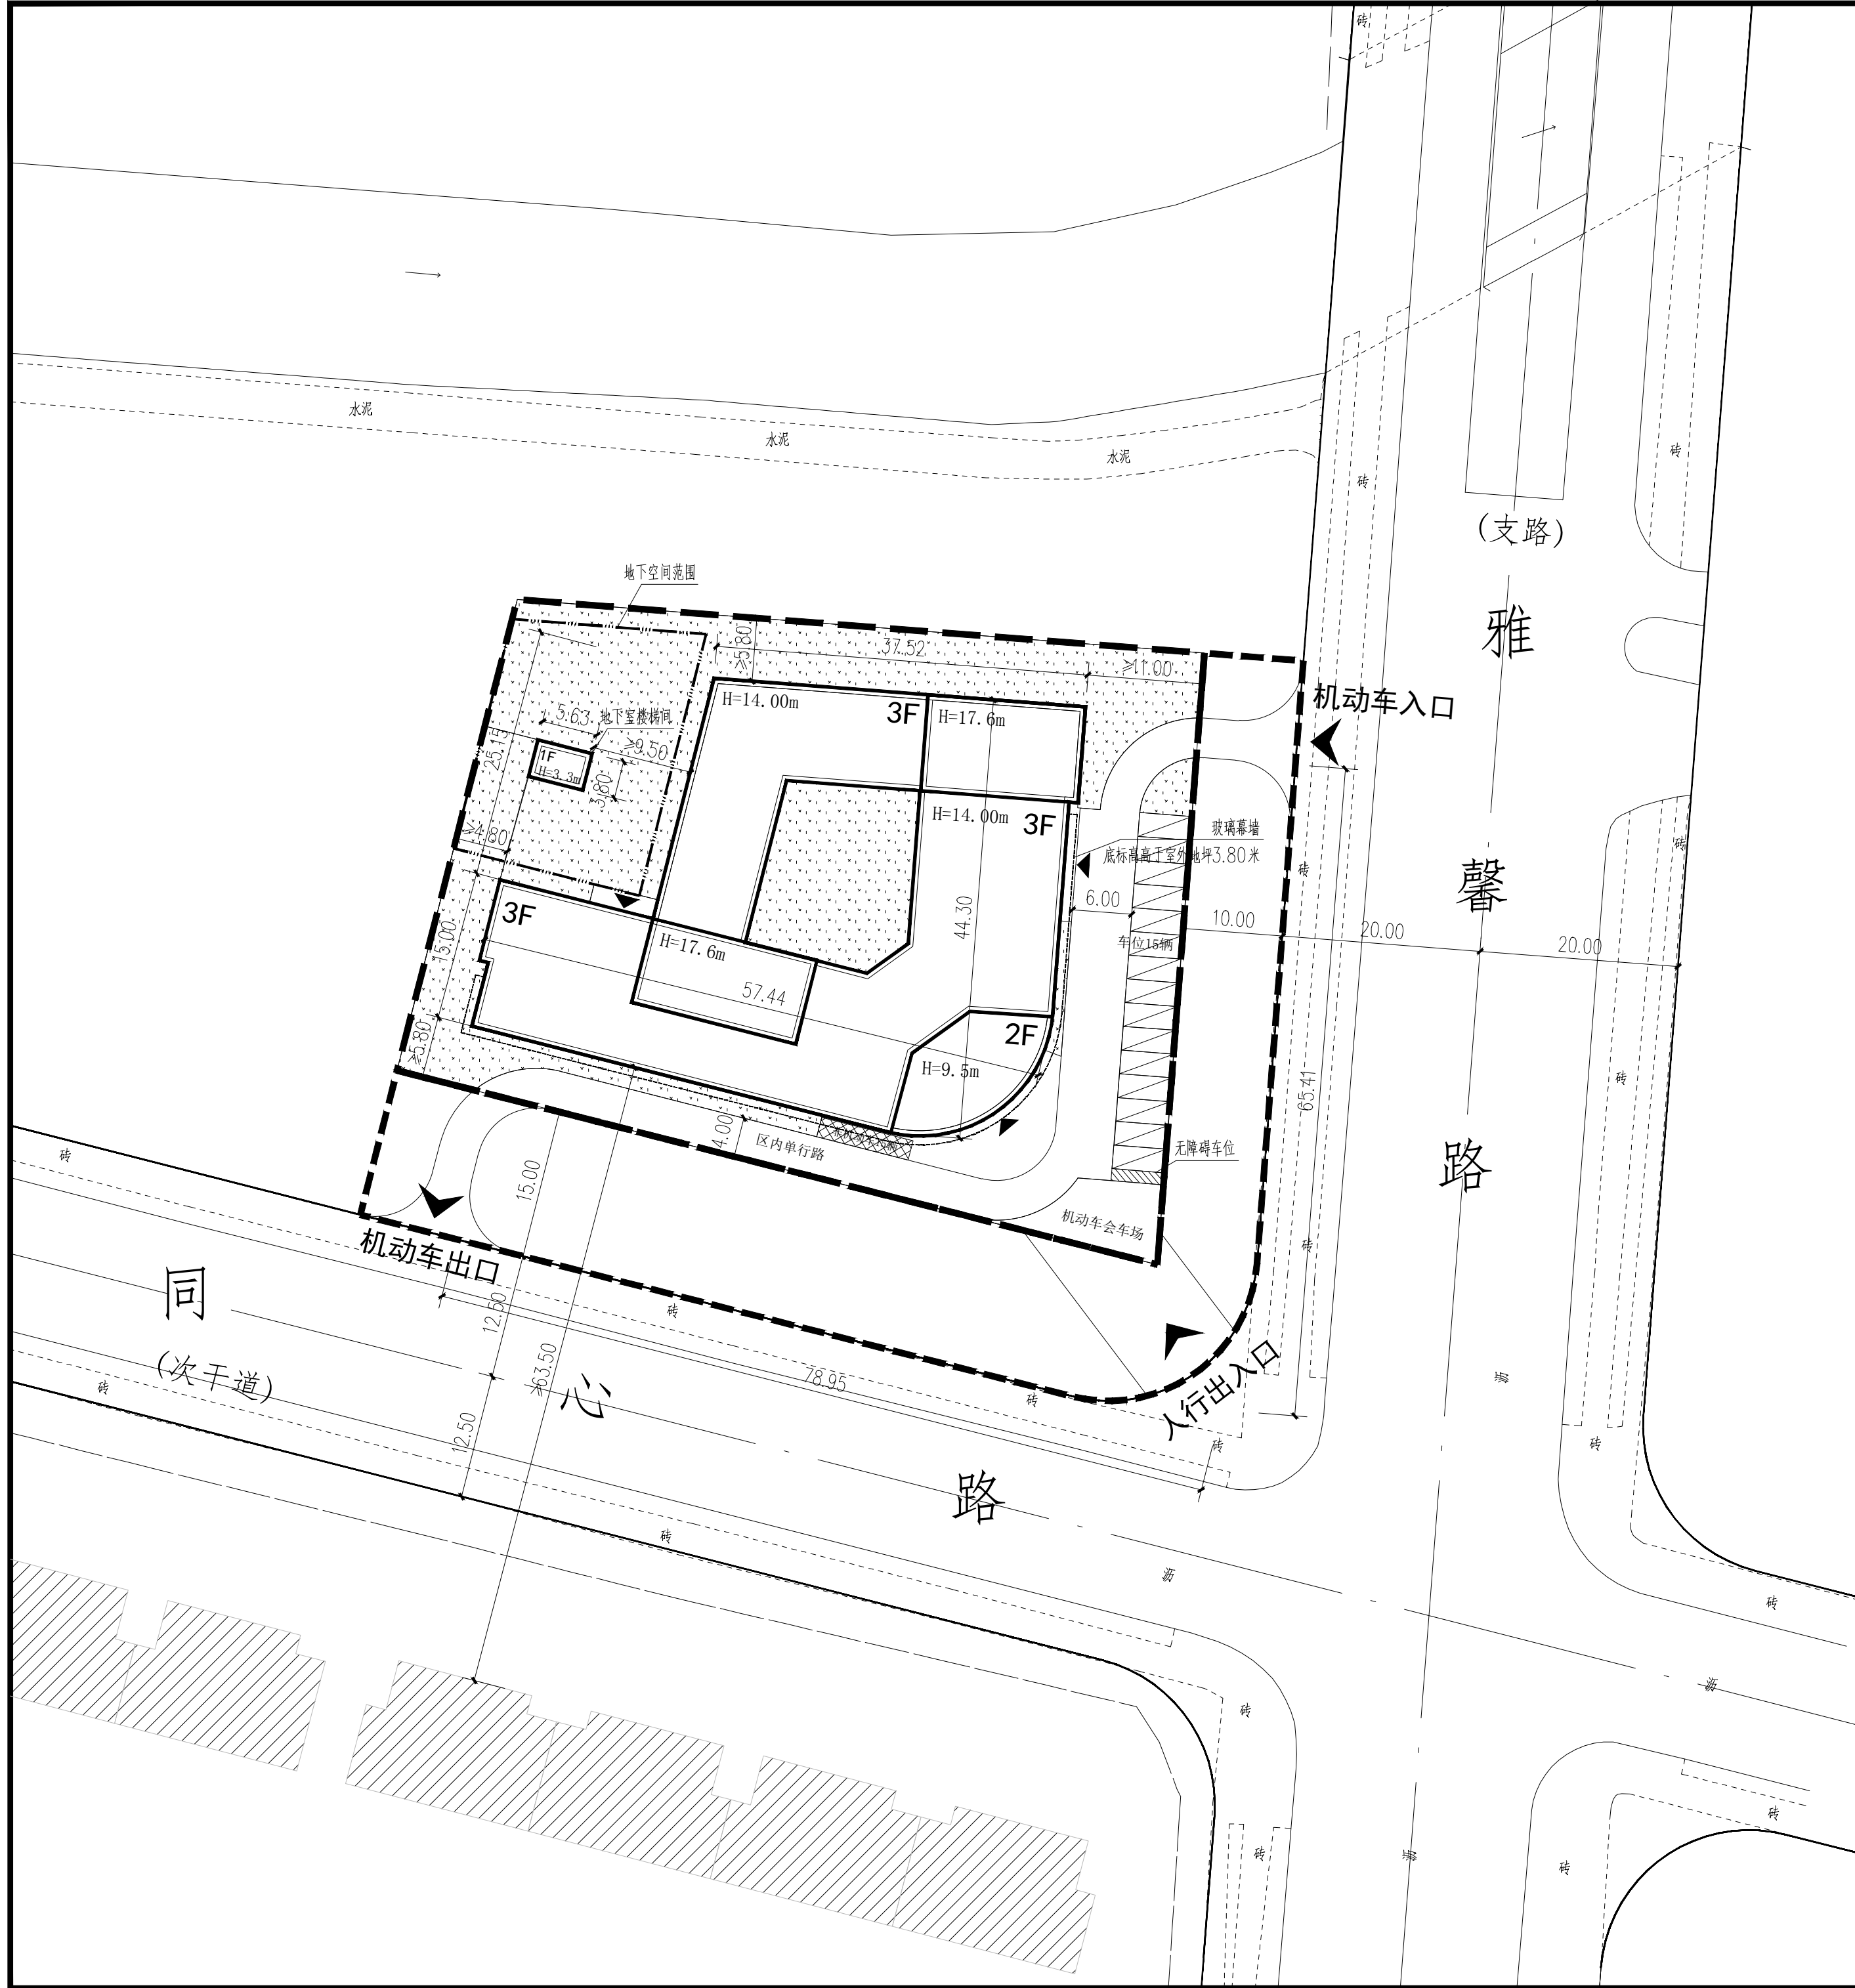 砖
水泥
水泥
水泥
砖
砖
(支路)
雅
馨
路
地下空间范围
≥5.80
37.52
≥11.00
机动车入口
H=14.00m
3F
H=17.6m
5.63
地下室楼梯间
≥9.50
25.15
1F
H=3.3m
3.80
≥4.80
H=14.00m
3F
玻璃幕墙
底标高高于室外地坪3.80米
砖
砖
6.00
10.00
20.00
20.00
车位15辆
44.30
3F
15.00
H=17.6m
57.44
2F
H=9.5m
≥5.80
65.41
砖
4.00
区内单行路
无障碍车位
机动车会车场
砖
15.00
砖
机动车出口
同
(次干道)
12.50
12.50
≥63.50
心
路
砖
78.95
砖
砖
人行出入口
砖
沥
砖
砖
砖
沥
砖
沥
砖
砖
砖
砖
沥